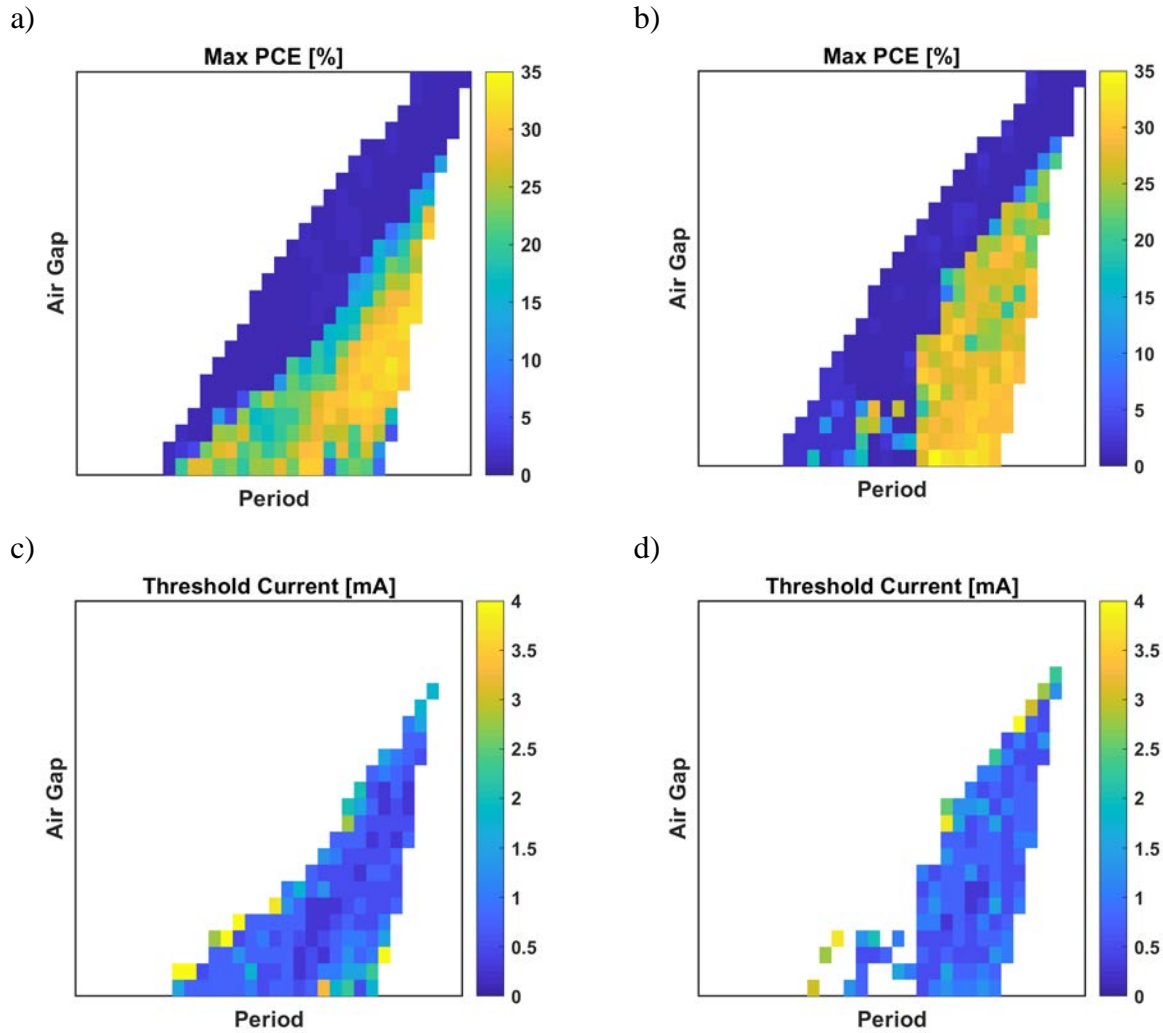 a)
Max PCE [%]
35
30
25
20
15
10
5
0
Air Gap
Period
b)
Max PCE [%]
35
30
25
20
15
10
5
0
Air Gap
Period
c)
Threshold Current [mA]
4
3.5
3
2.5
2
1.5
1
0.5
0
Air Gap
Period
d)
Threshold Current [mA]
4
3.5
3
2.5
2
1.5
1
0.5
0
Air Gap
Period